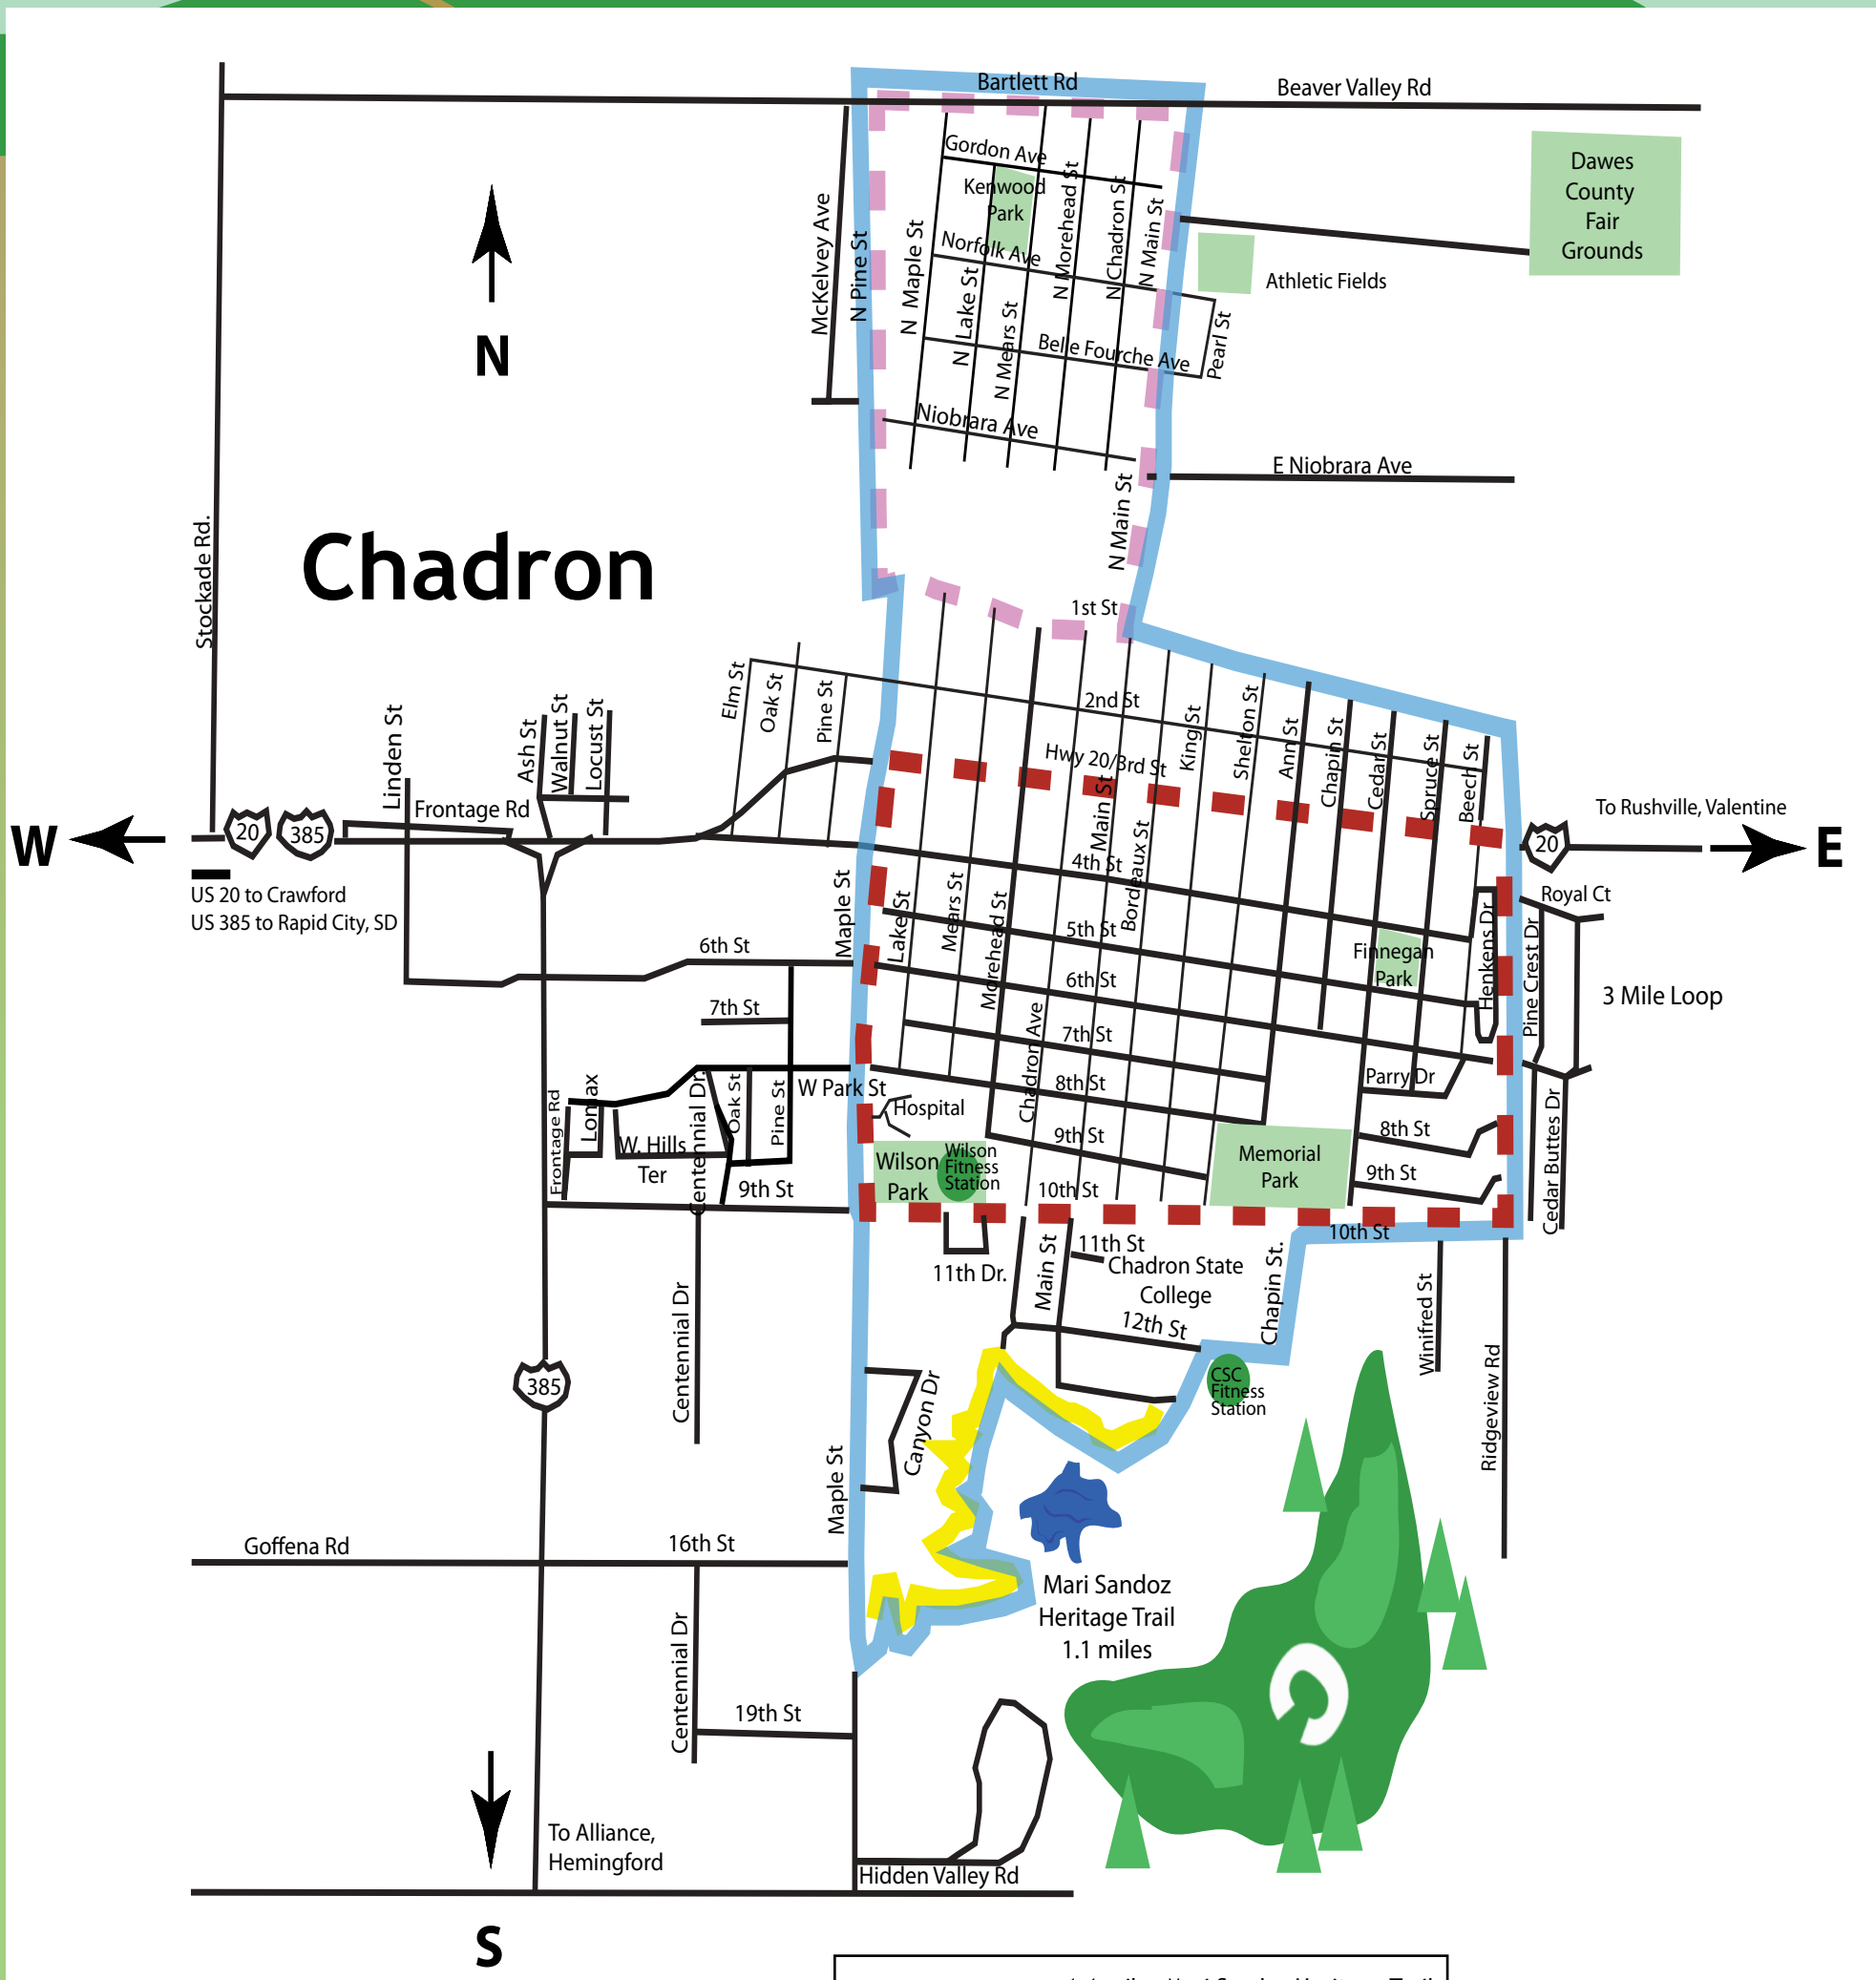 Bartlett Rd
Beaver Valley Rd
Gordon Ave
Kenwood
Park
Norfolk Ave
McKelvey Ave
N Pine St
N Maple St
N Lake St
N Mears St
N Morehead St
N Chadron St
N Main St
Belle Fourche Ave
Pearl St
Niobrara Ave
Dawes
County
Fair
Grounds
Athletic Fields
E Niobrara Ave
N Main St
N
Chadron
Stockade Rd.
1st St
2nd St
Hwy 20/3rd St
Elm St
Oak St
Pine St
Linden St
Ash St
Walnut St
Locust St
Frontage Rd
W
20
385
US 20 to Crawford
US 385 to Rapid City, SD
King St
Shelton St
Ann St
Chapin St
Cedar St
Spruce St
Beech St
Main St
Bordeaux St
To Rushville, Valentine
20
E
4th St
5th St
6th St
7th St
8th St
9th St
10th St
Maple St
Lake St
Mears St
Morehead St
Chadron Ave
Finnegan
Park
Henkens Dr
Pine Crest Dr
Royal Ct
3 Mile Loop
Parry Dr
8th St
9th St
Cedar Buttes Dr
6th St
7th St
W Park St
Frontage Rd
Lomax
W. Hills
Ter
Centennial Dr.
Oak St
Pine St
9th St
Hospital
Wilson
Park
Wilson
Fitness
Station
Memorial
Park
10th St
11th Dr.
Main St
11th St
Chadron State
College
12th St
Chapin St.
Winifred St
Ridgeview Rd
CSC
Fitness
Station
Centennial Dr
385
Canyon Dr
Maple St
Goffena Rd
16th St
Mari Sandoz
Heritage Trail
1.1 miles
Centennial Dr
19th St
To Alliance,
Hemingford
Hidden Valley Rd
S